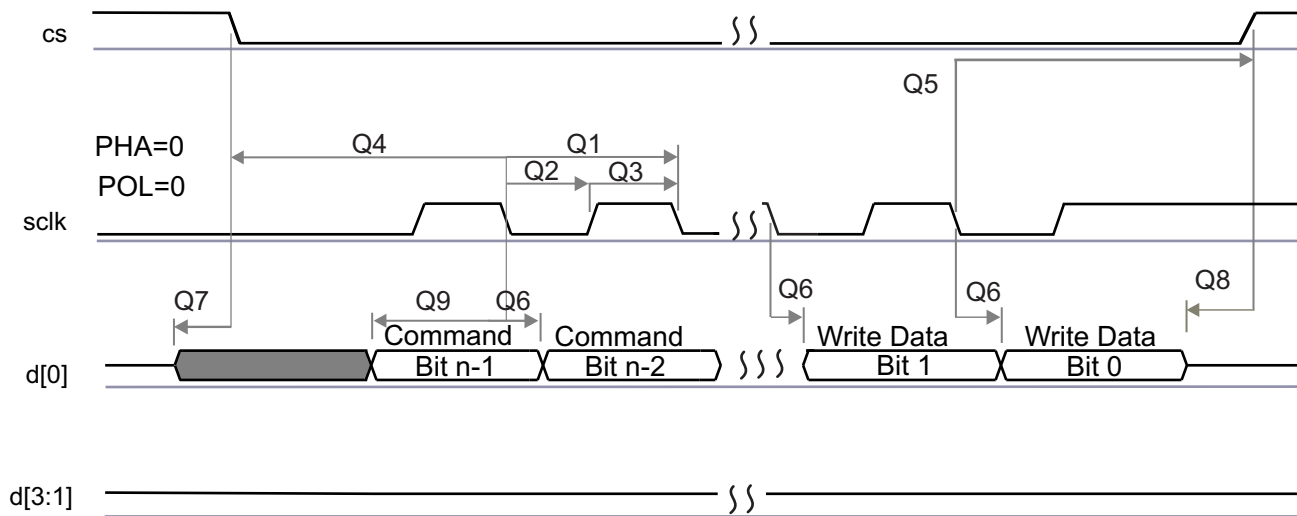 cs
Q5
PHA=0
Q4
Q1
POL=0
Q2
Q3
sclk
Q7
Q9
Q6
Q6
Q6
Q8
Command
Command
Write Data
Write Data
d[0]
Bit n-1
Bit n-2
Bit 1
Bit 0
d[3:1]